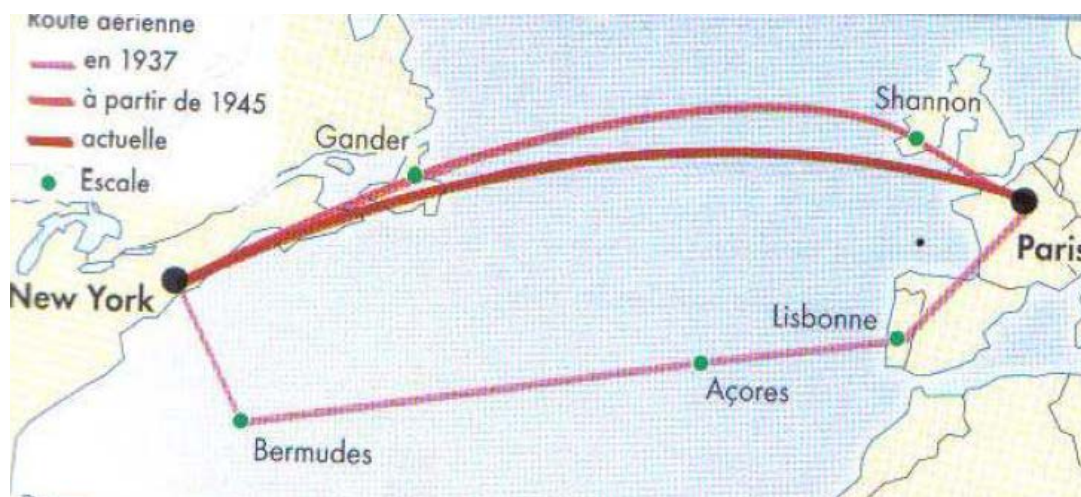 Route aérienne
en 1937
à partir de 1945
actuelle
Escale
Gander
Shannon
New York
Paris
Lisbonne
Açores
Bermudes